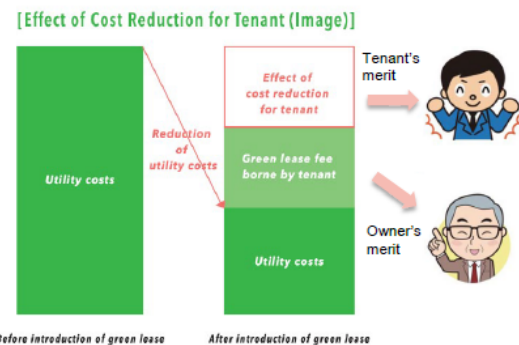 [Effect of Cost Reduction for Tenant (Image)]
Utility costs
Reduction
of
utility costs
Effect of
cost reduction
for tenant
Green lease fee
borne by tenant
Utility costs
Tenant's
merit
Owner's
merit
Before introduction of green lease
After introduction of green lease